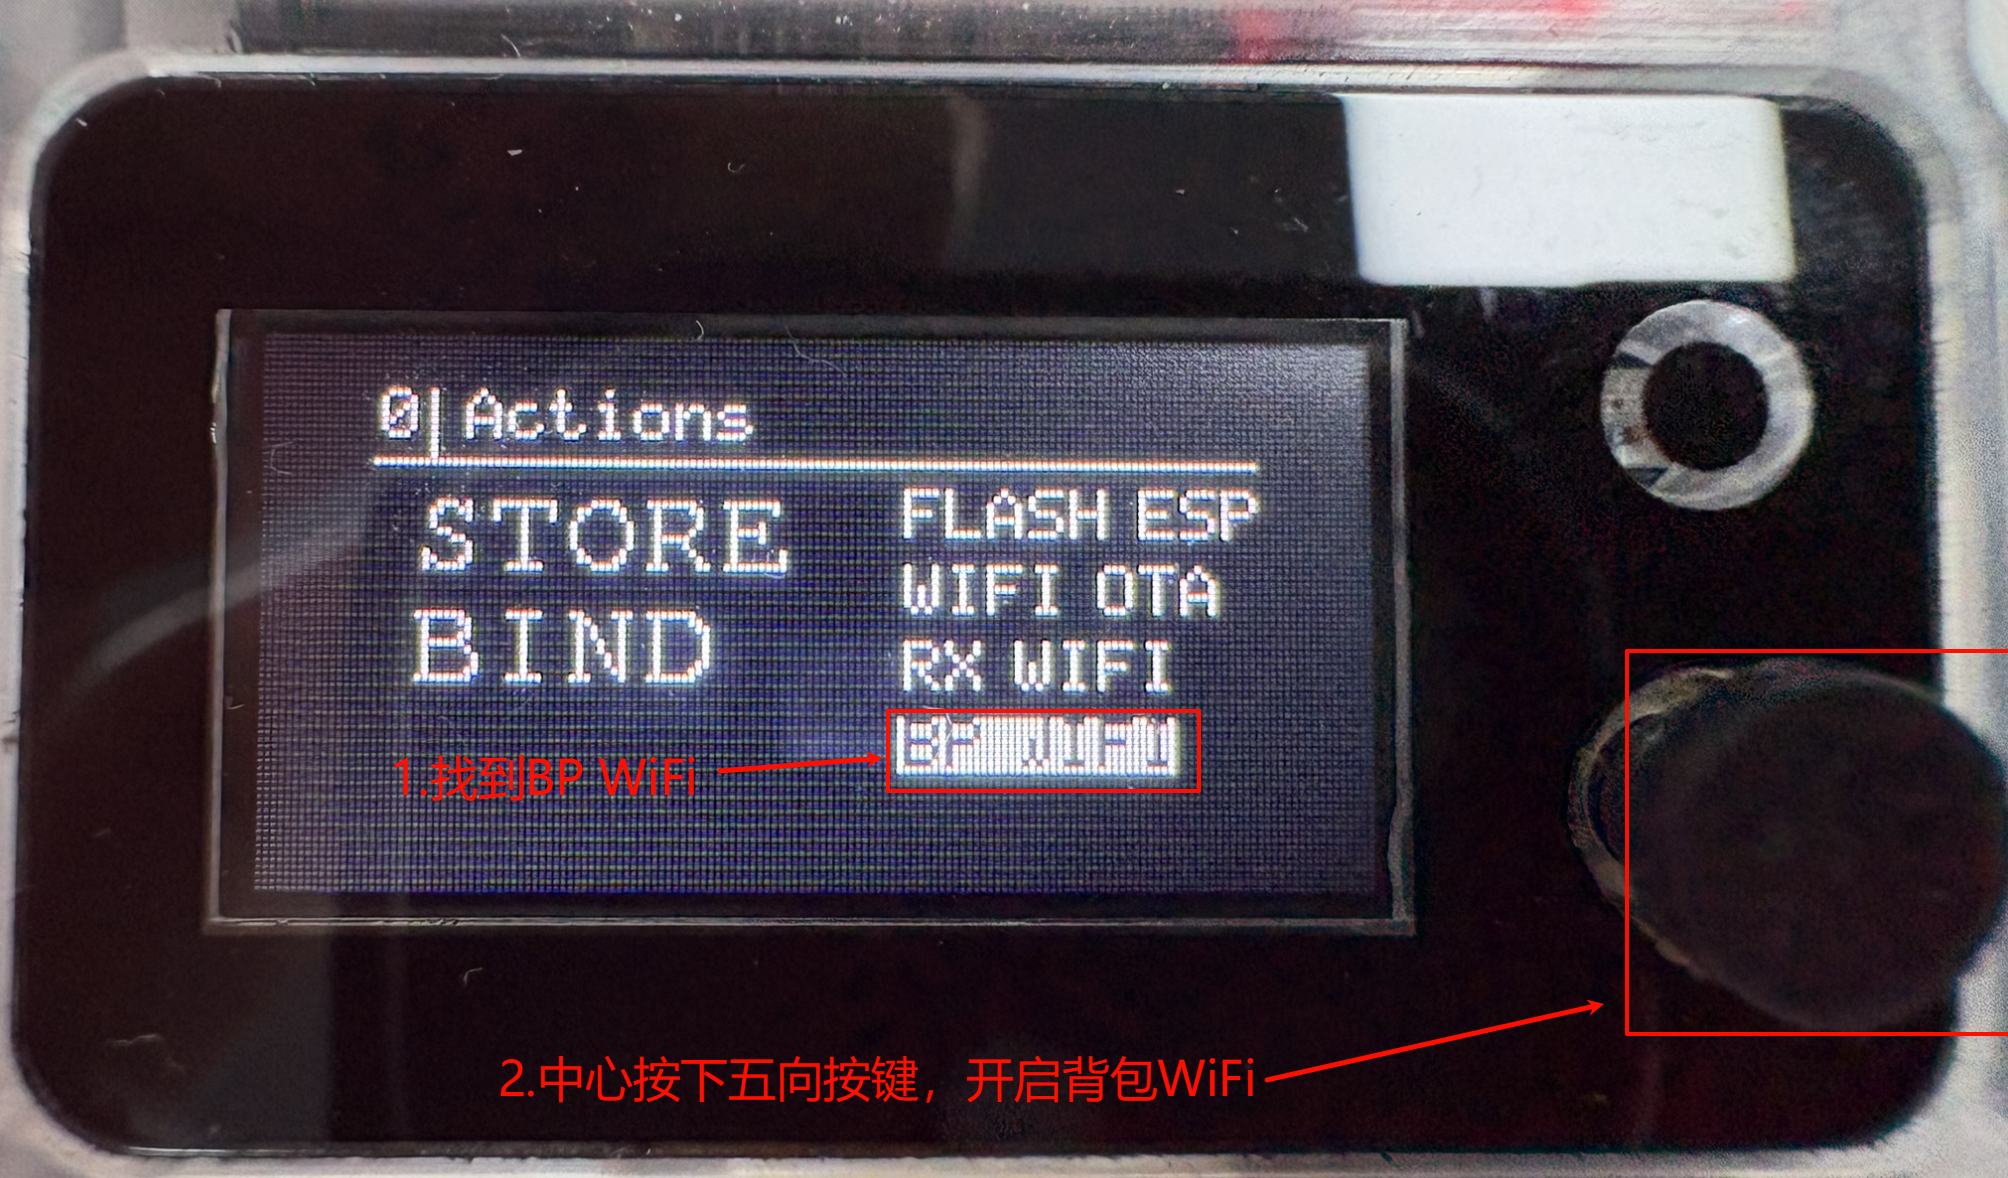 0|Actions
STORE
BIND
FLASH ESP
WIFI OTA
RX WIFI
BP WIFI
1.找到BP WiFi
2.中心按下五向按键，开启背包WiFi